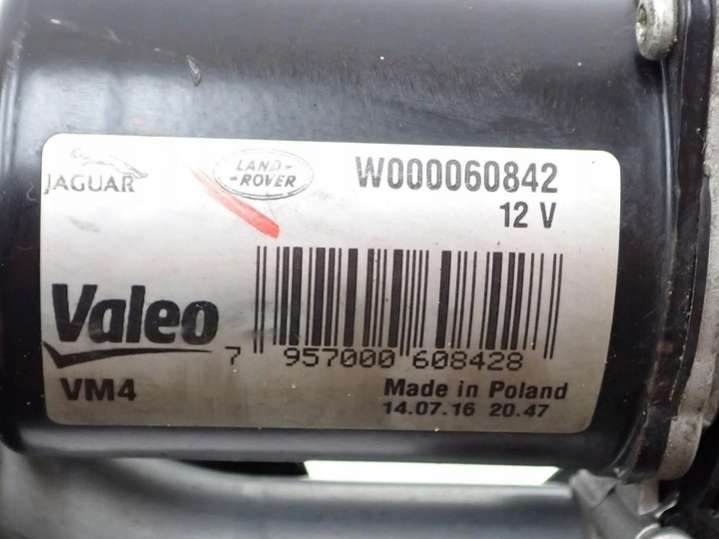 JAGUAR
LAND-
-ROVER
W000060842
12 V
Valeo
7 957000 608428
VM4
Made in Poland
14.07.16 20.47